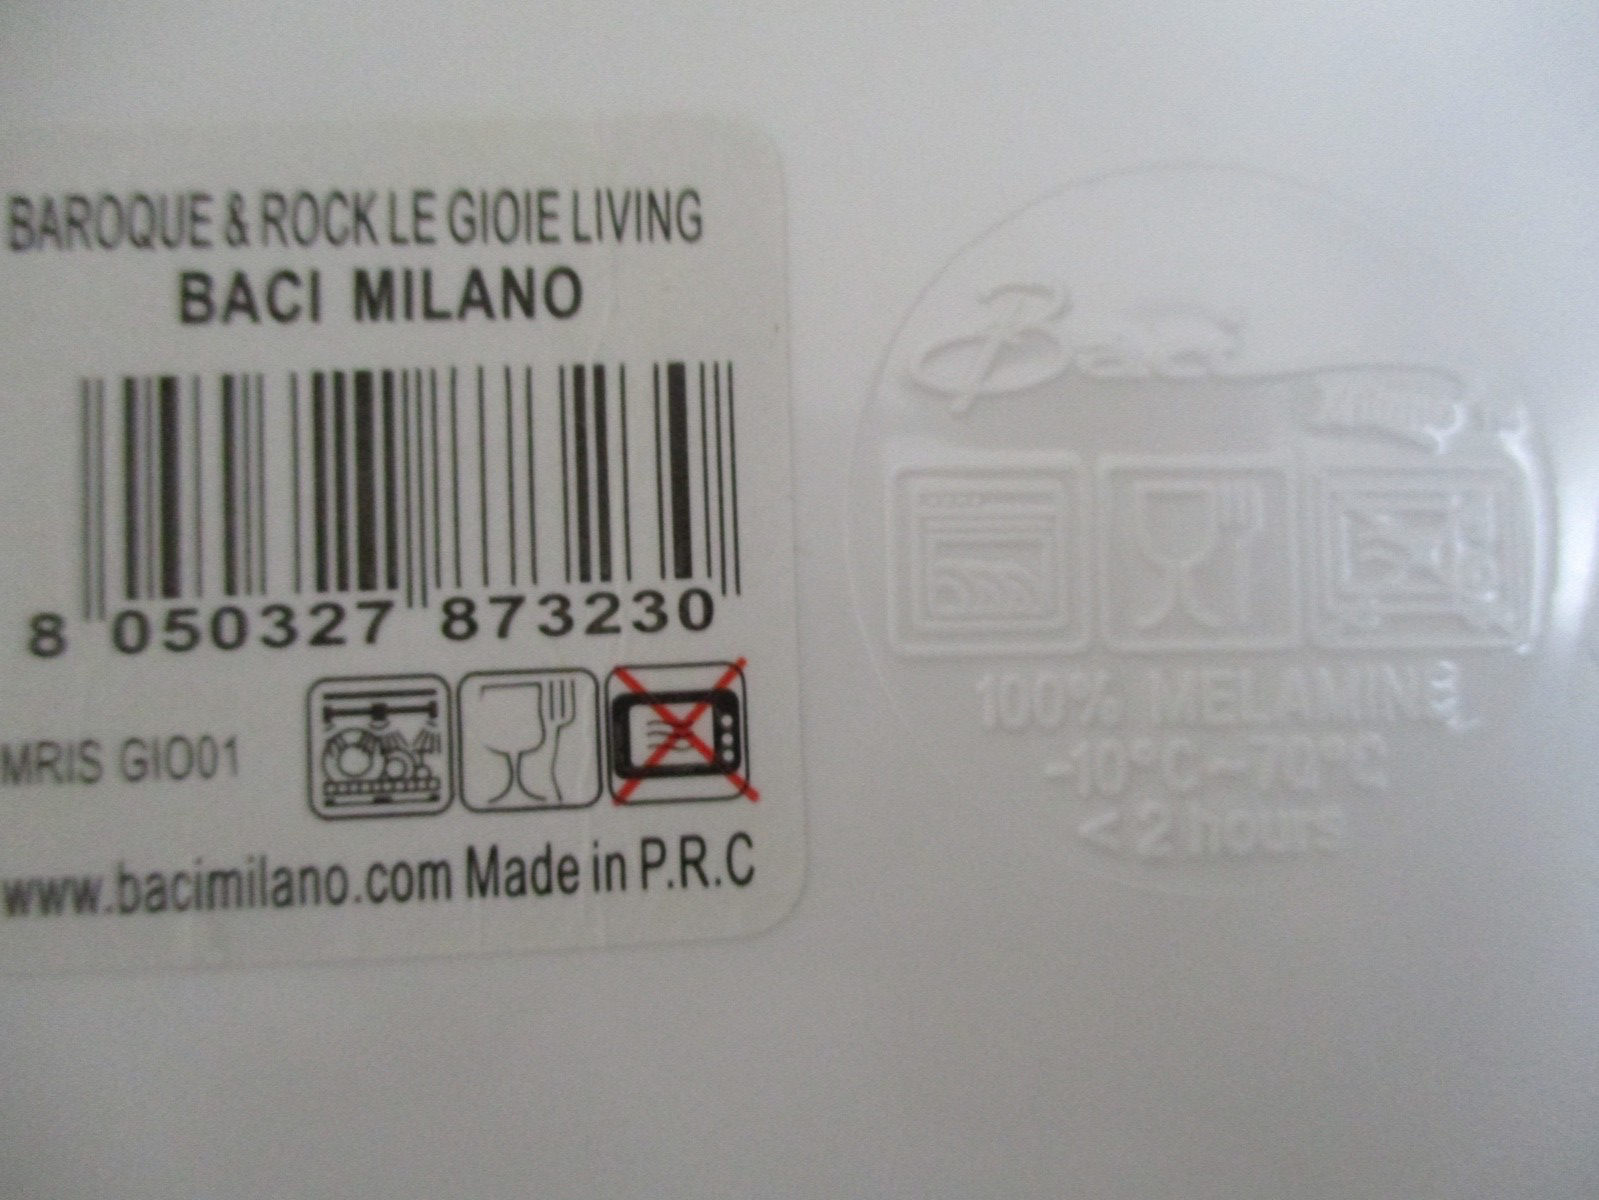 BAROQUE & ROCK LE GIOIE LIVING
BACI MILANO
8 050327 873230
MRIS GIO01
www.bacimilano.com Made in P.R.C
Baci
100% MELAMINE
-10°C~70°C
< 2 hours